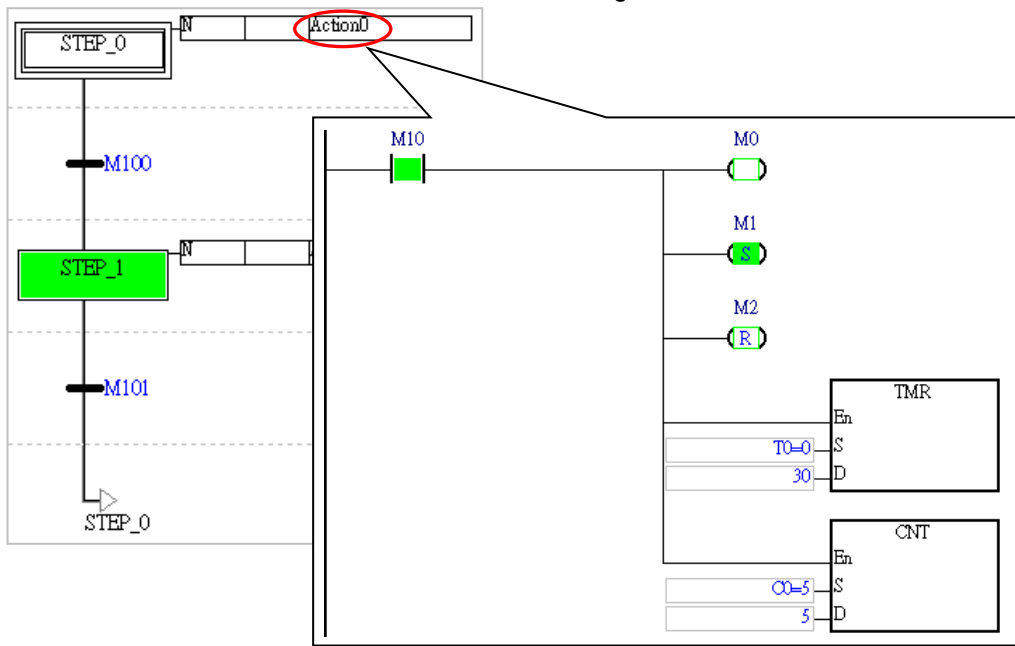 N
Action0
STEP_0
M100
N
STEP_1
M101
STEP_0
M10
M0
M1
S
M2
R
TMR
En
T0=0
S
30
D
CNT
En
C0=5
S
5
D